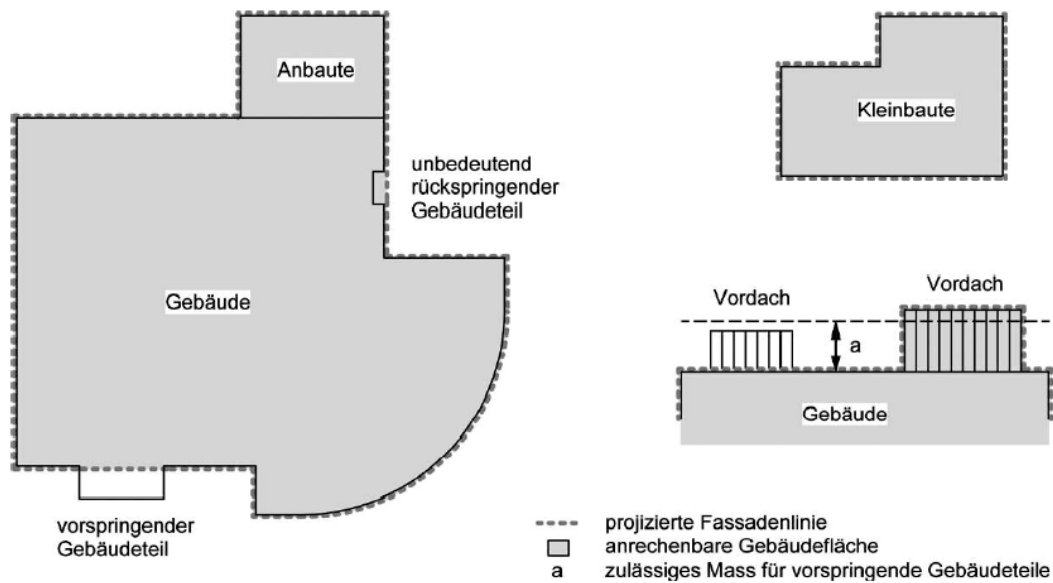 Anbaute
Kleinbaute
unbedeutend
rückspringender
Gebäudeteil
Gebäude
Vordach
Vordach
a
Gebäude
vorspringender
Gebäudeteil
projizierte Fassadenlinie
anrechenbare Gebäudefläche
a zulässiges Mass für vorspringende Gebäudeteile